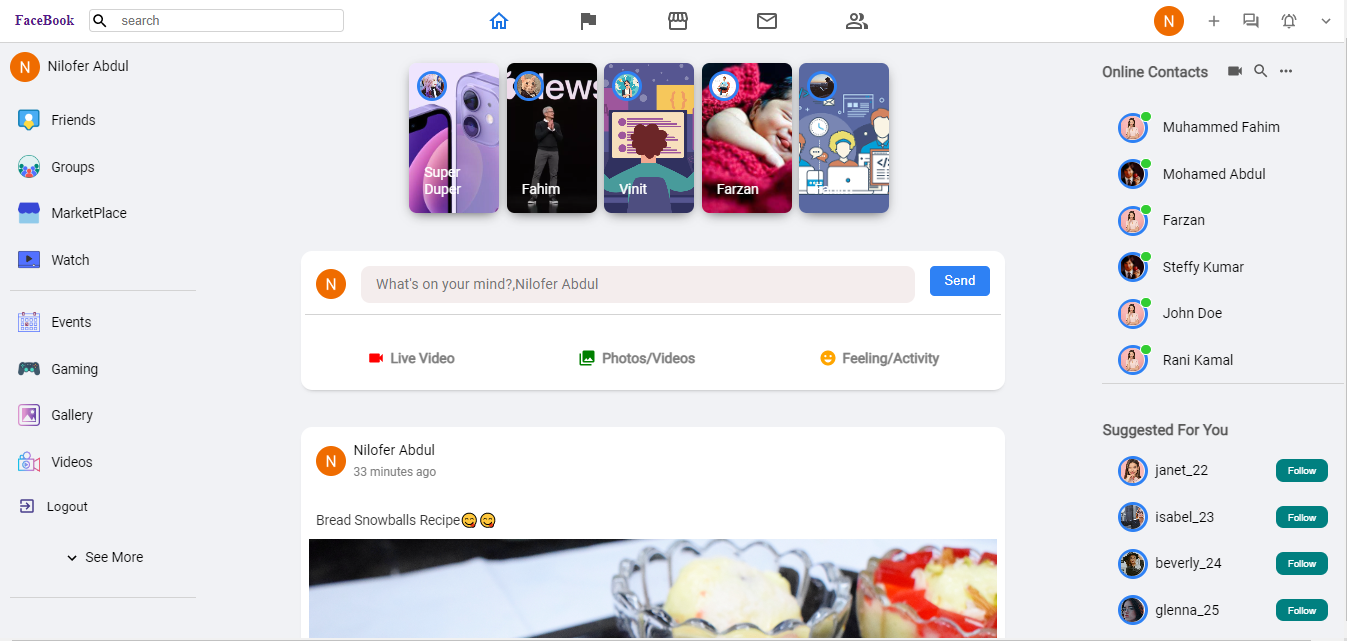 FaceBook
search
N
N
Nilofer Abdul
Friends
Groups
MarketPlace
Watch
Events
Gaming
Gallery
Videos
Logout
See More
Super
Duper
News
Fahim
Vinit
Farzan
N
What's on your mind?,Nilofer Abdul
Send
Live Video
Photos/Videos
Feeling/Activity
N
Nilofer Abdul
33 minutes ago
Bread Snowballs Recipe😋😋
Online Contacts
Muhammed Fahim
Mohamed Abdul
Farzan
Steffy Kumar
John Doe
Rani Kamal
Suggested For You
janet_22
Follow
isabel_23
Follow
beverly_24
Follow
glenna_25
Follow